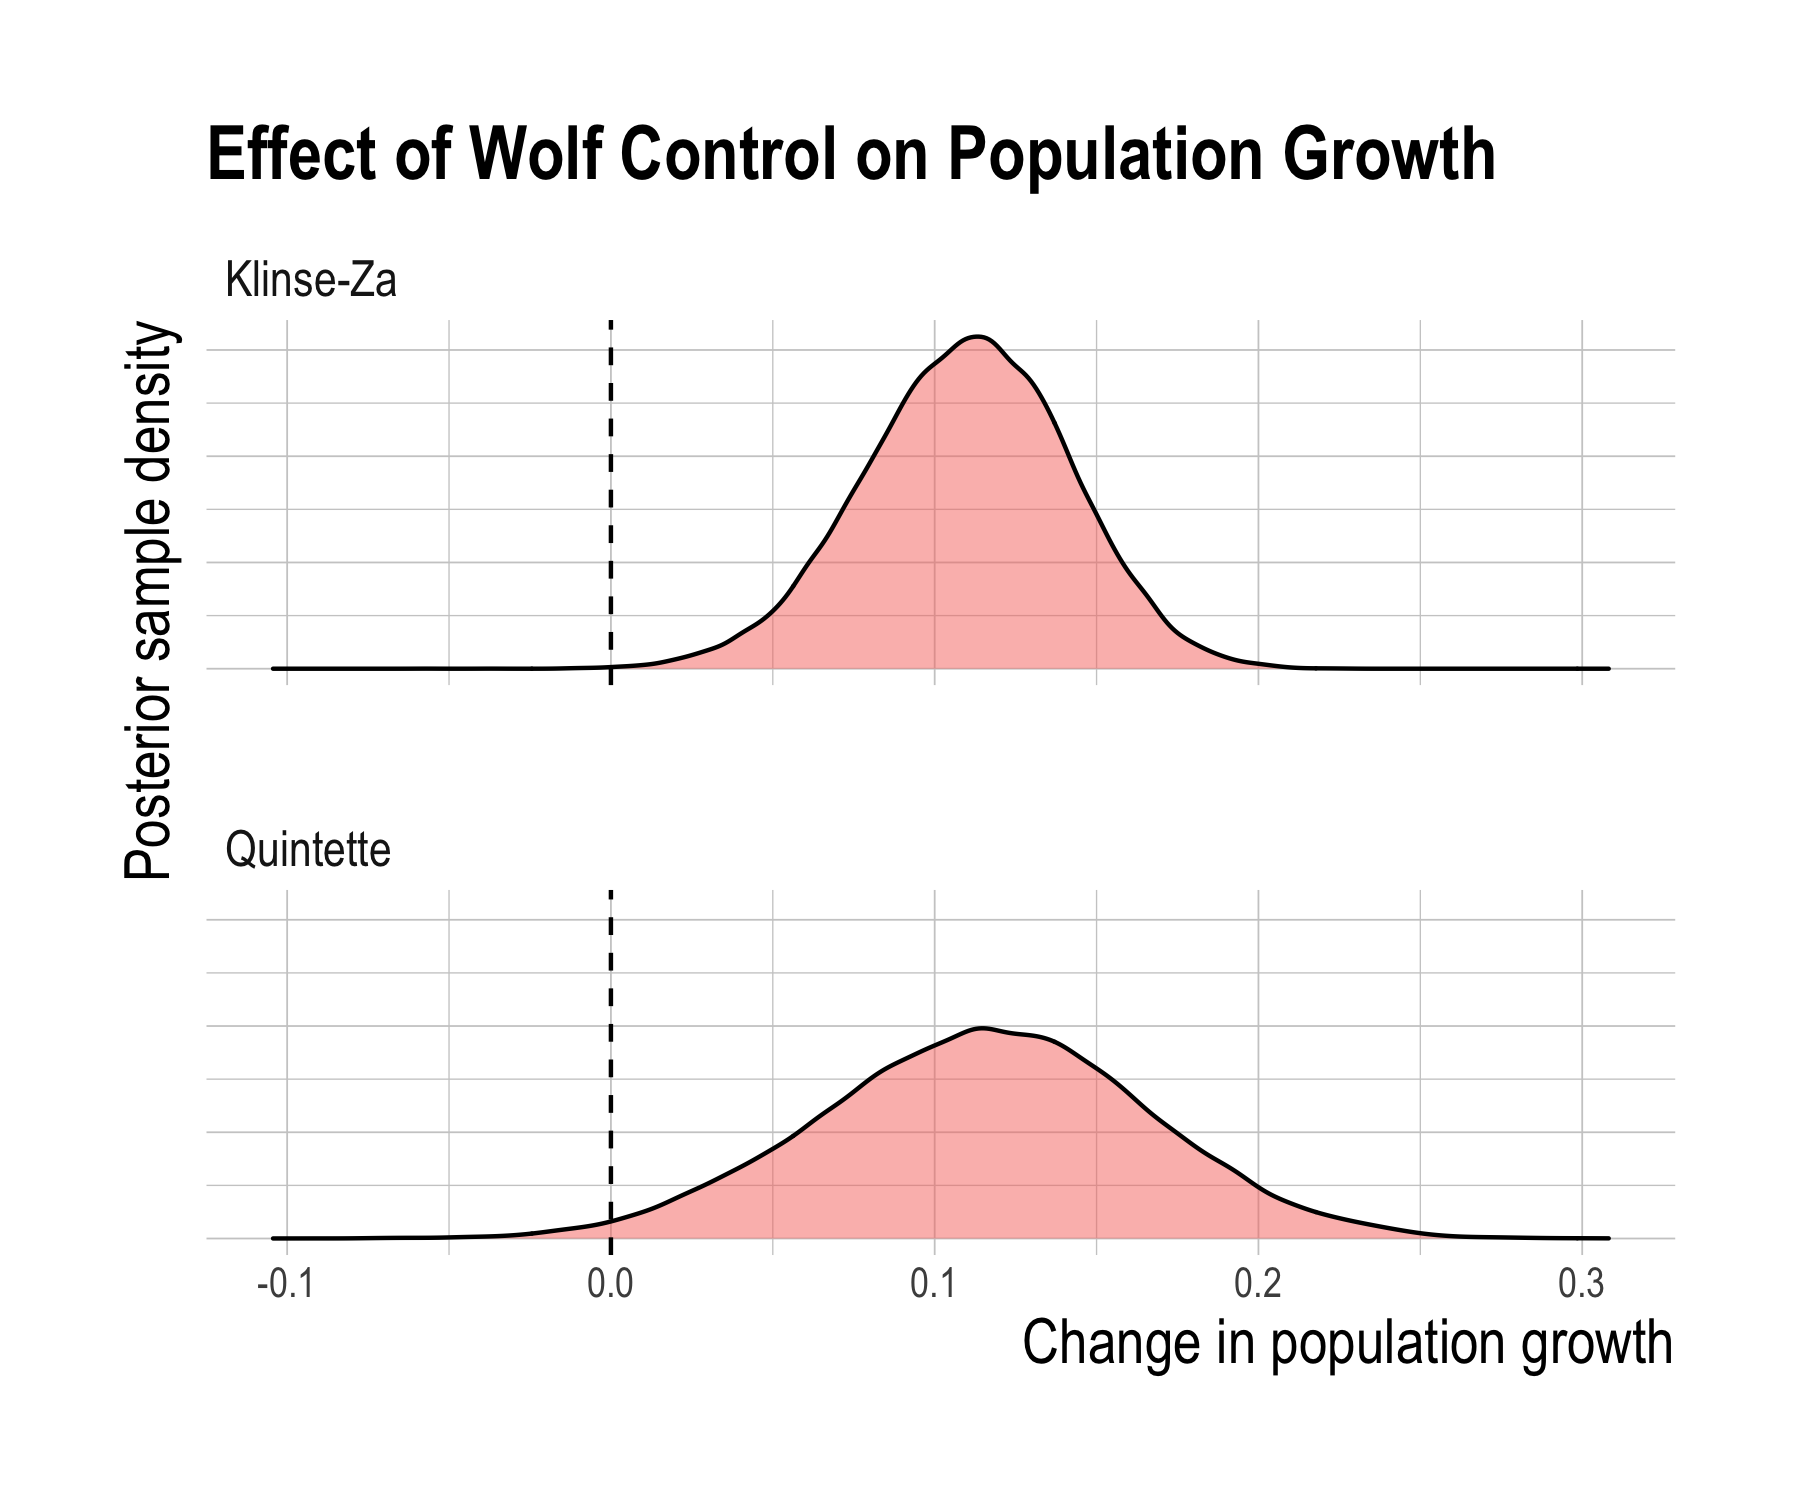 Effect of Wolf Control on Population Growth
Klinse-Za
Posterior sample density
Quintette
-0.1 0.0 0.1 0.2 0.3
Change in population growth